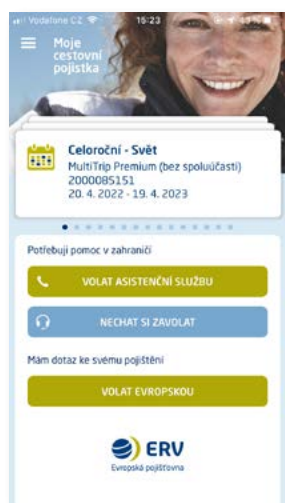 Vodafone CZ 15:23
Moje
cestovní
pojistka
Celoroční - Svět
MultiTrip Premium (bez spoluúčasti)
2000085151
20. 4. 2022 - 19. 4. 2023
Potřebuji pomoc v zahraničí
VOLAT ASISTENČNÍ SLUŽBU
NECHAT SI ZAVOLAT
Mám dotaz ke svému pojištění
VOLAT EVROPSKOU
ERV
Evropská pojišťovna